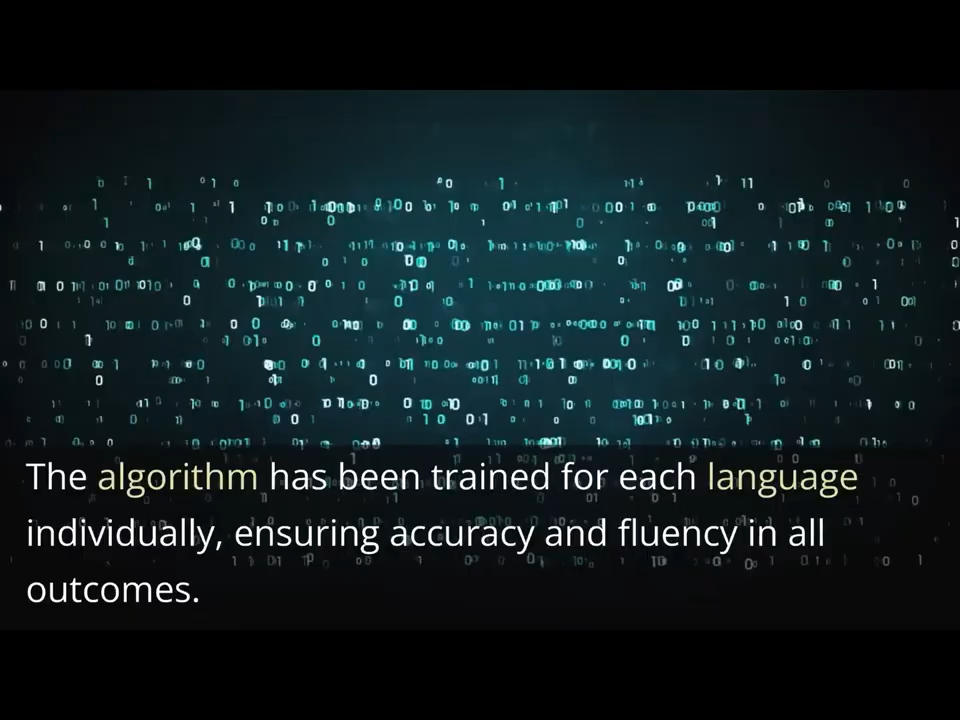 The algorithm has been trained for each language
individually, ensuring accuracy and fluency in all
outcomes.